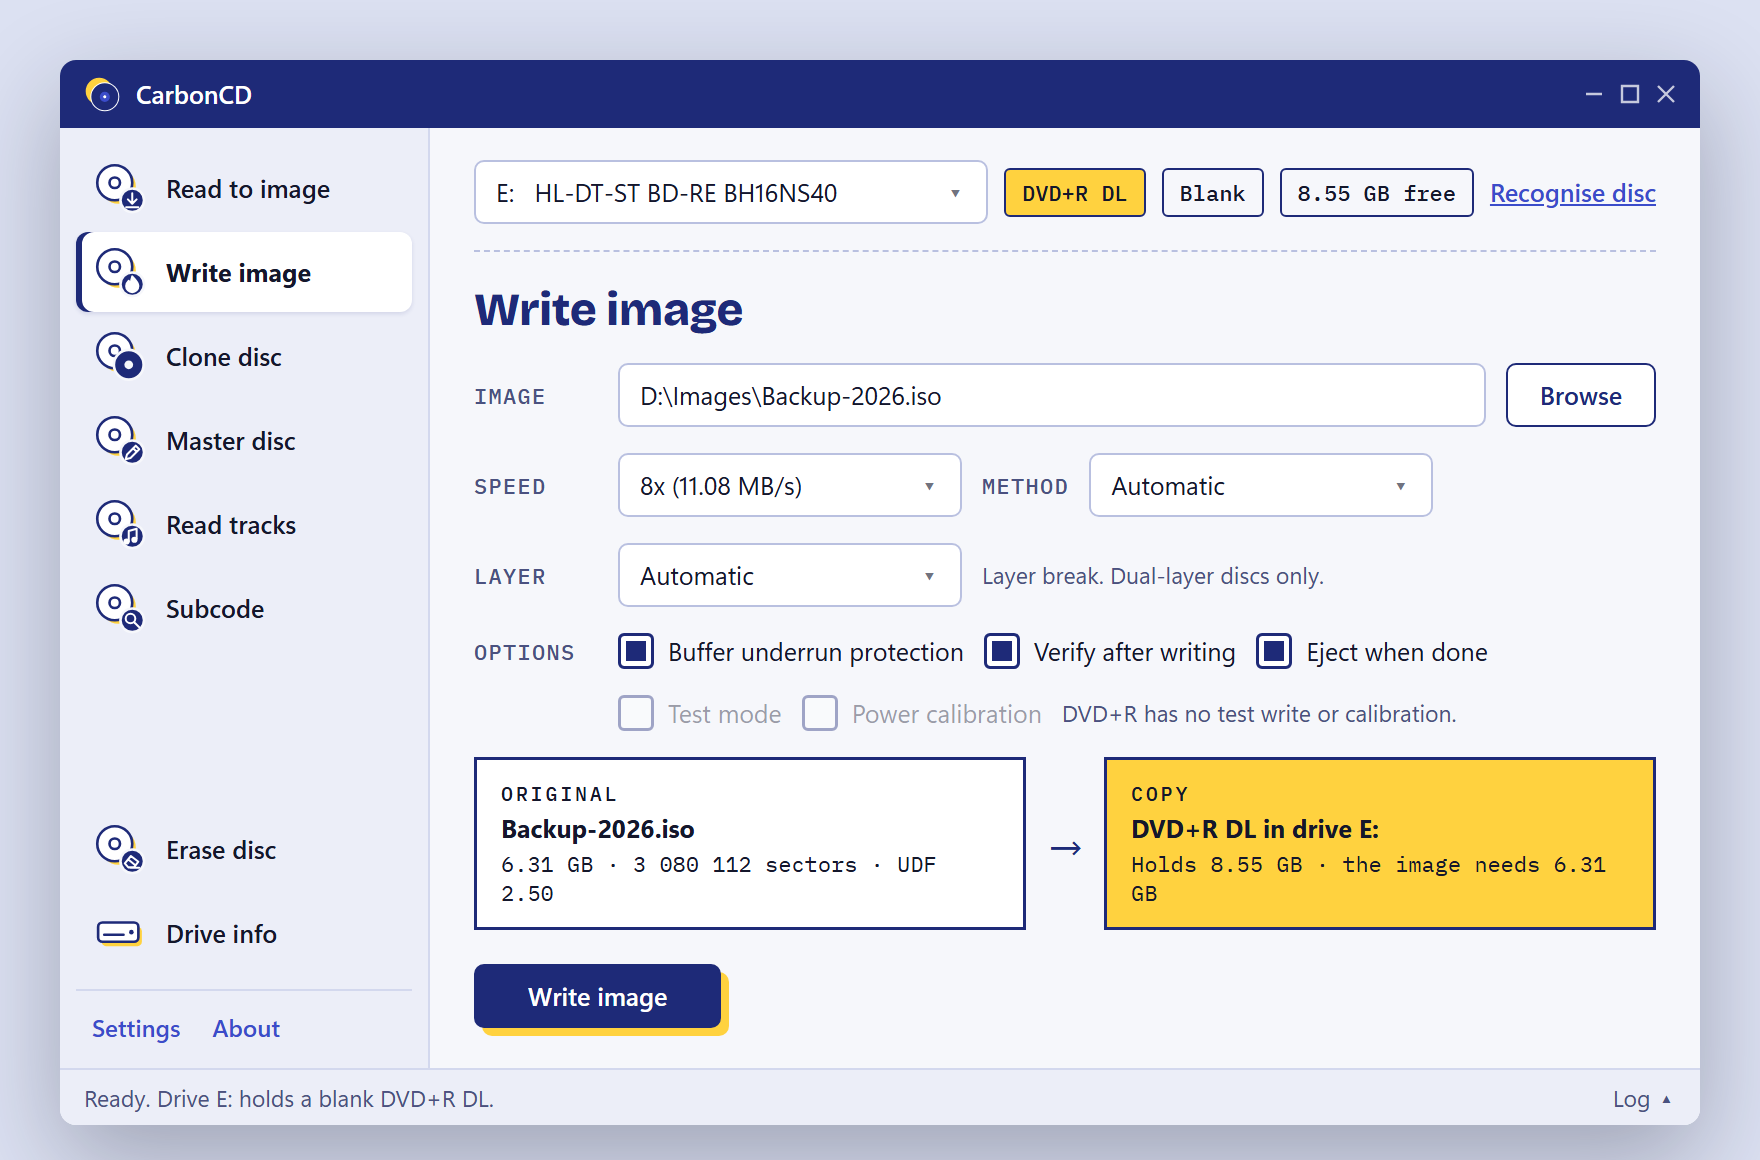 CarbonCD
Read to image
Write image
Clone disc
Master disc
Read tracks
Subcode
Erase disc
Drive info
Settings About
E: HL-DT-ST BD-RE BH16NS40
DVD+R DL
Blank
8.55 GB free
Recognise disc
Write image
IMAGE D:\Images\Backup-2026.iso Browse
SPEED 8x (11.08 MB/s) METHOD Automatic
LAYER Automatic Layer break. Dual-layer discs only.
OPTIONS Buffer underrun protection Verify after writing Eject when done
Test mode Power calibration DVD+R has no test write or calibration.
ORIGINAL
Backup-2026.iso
6.31 GB · 3 080 112 sectors · UDF
2.50
→
COPY
DVD+R DL in drive E:
Holds 8.55 GB · the image needs 6.31
GB
Write image
Ready. Drive E: holds a blank DVD+R DL.
Log